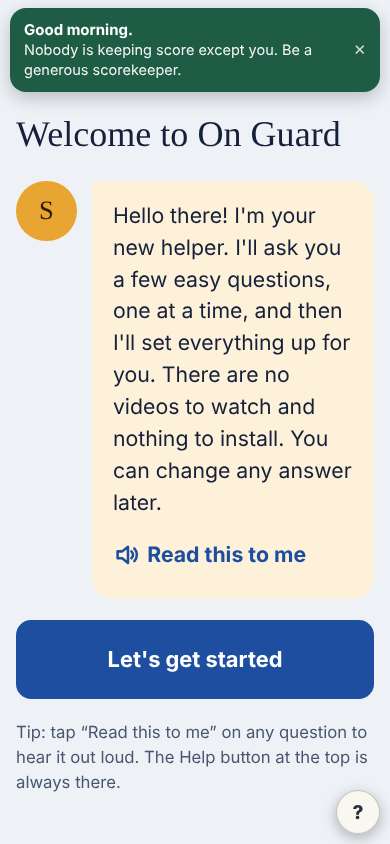 Good morning.
Nobody is keeping score except you. Be a
generous scorekeeper.
×
Welcome to On Guard
S
Hello there! I'm your
new helper. I'll ask you
a few easy questions,
one at a time, and then
I'll set everything up for
you. There are no
videos to watch and
nothing to install. You
can change any answer
later.
Read this to me
Let's get started
Tip: tap “Read this to me” on any question to
hear it out loud. The Help button at the top is
always there.
?